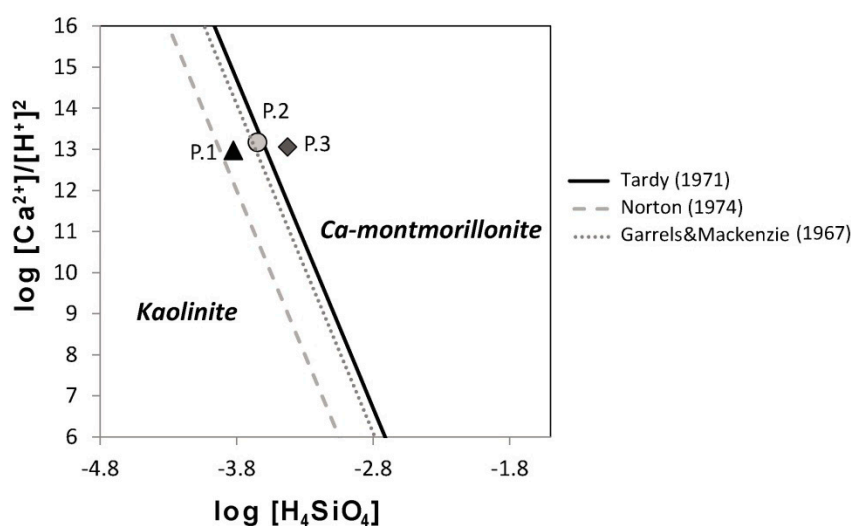 log [Ca²⁺]/[H⁺]²
16
15
14
13
12
11
10
9
8
7
6
P.1
P.2
P.3
Ca-montmorillonite
Kaolinite
-4.8
-3.8
-2.8
-1.8
log [H₄SiO₄]
Tardy (1971)
Norton (1974)
Garrels&Mackenzie (1967)